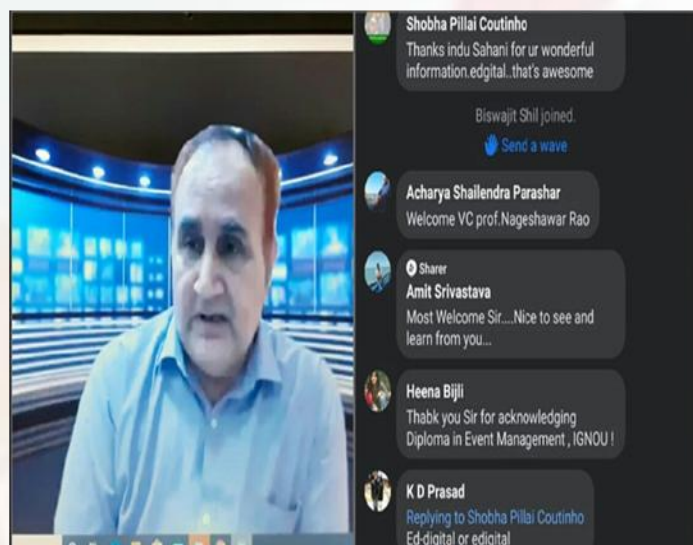 Shobha Pillai Coutinho
Thanks indu Sahani for ur wonderful
information.edgital..that's awesome
Biswajit Shil joined.
Send a wave
Acharya Shailendra Parashar
Welcome VC prof.Nageshawar Rao
Sharer
Amit Srivastava
Most Welcome Sir....Nice to see and
learn from you...
Heena Bijli
Thabk you Sir for acknowledging
Diploma in Event Management , IGNOU !
K D Prasad
Replying to Shobha Pillai Coutinho
Ed-digital or edigital